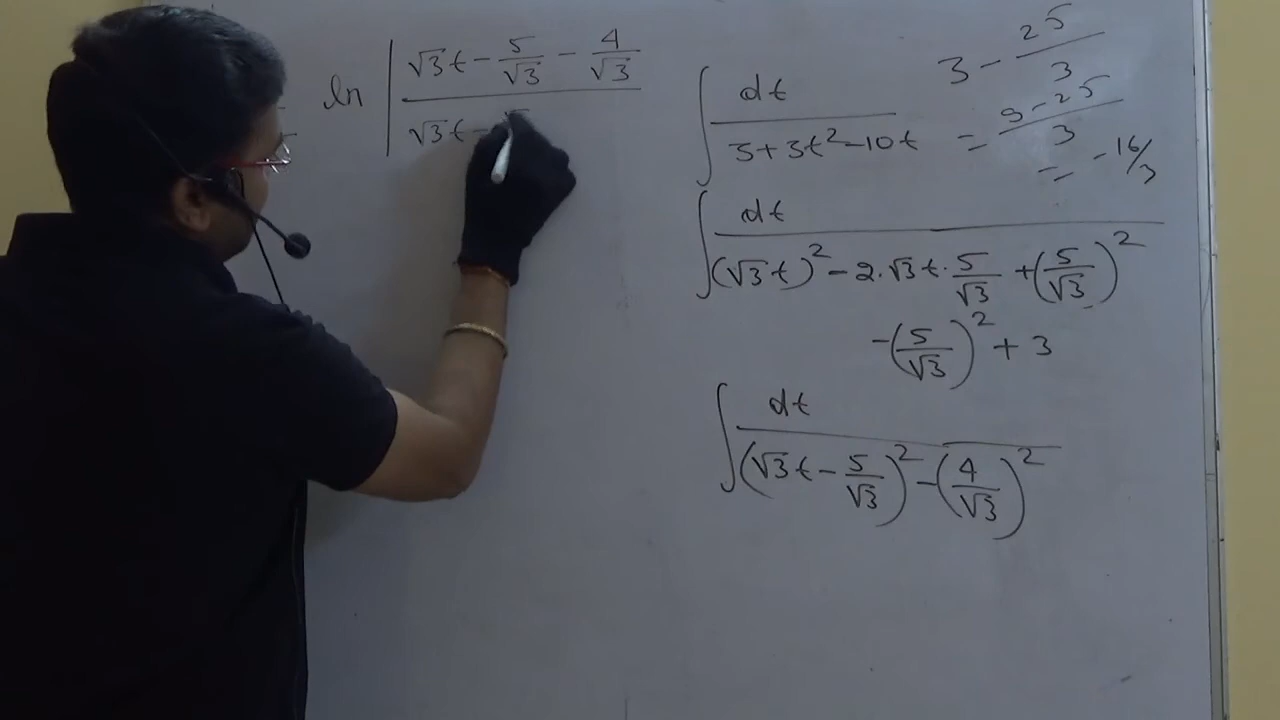 ln | √3t - 5/√3 - 4/√3
√3t -
∫ dt / 3+3t² - 10t
3 - 25/3
= 9-25/3
= -16/3
∫ dt / (√3t)² - 2.√3t.5/√3 + (5/√3)²
-(5/√3)² + 3
∫ dt / (√3t - 5/√3)² - (4/√3)²